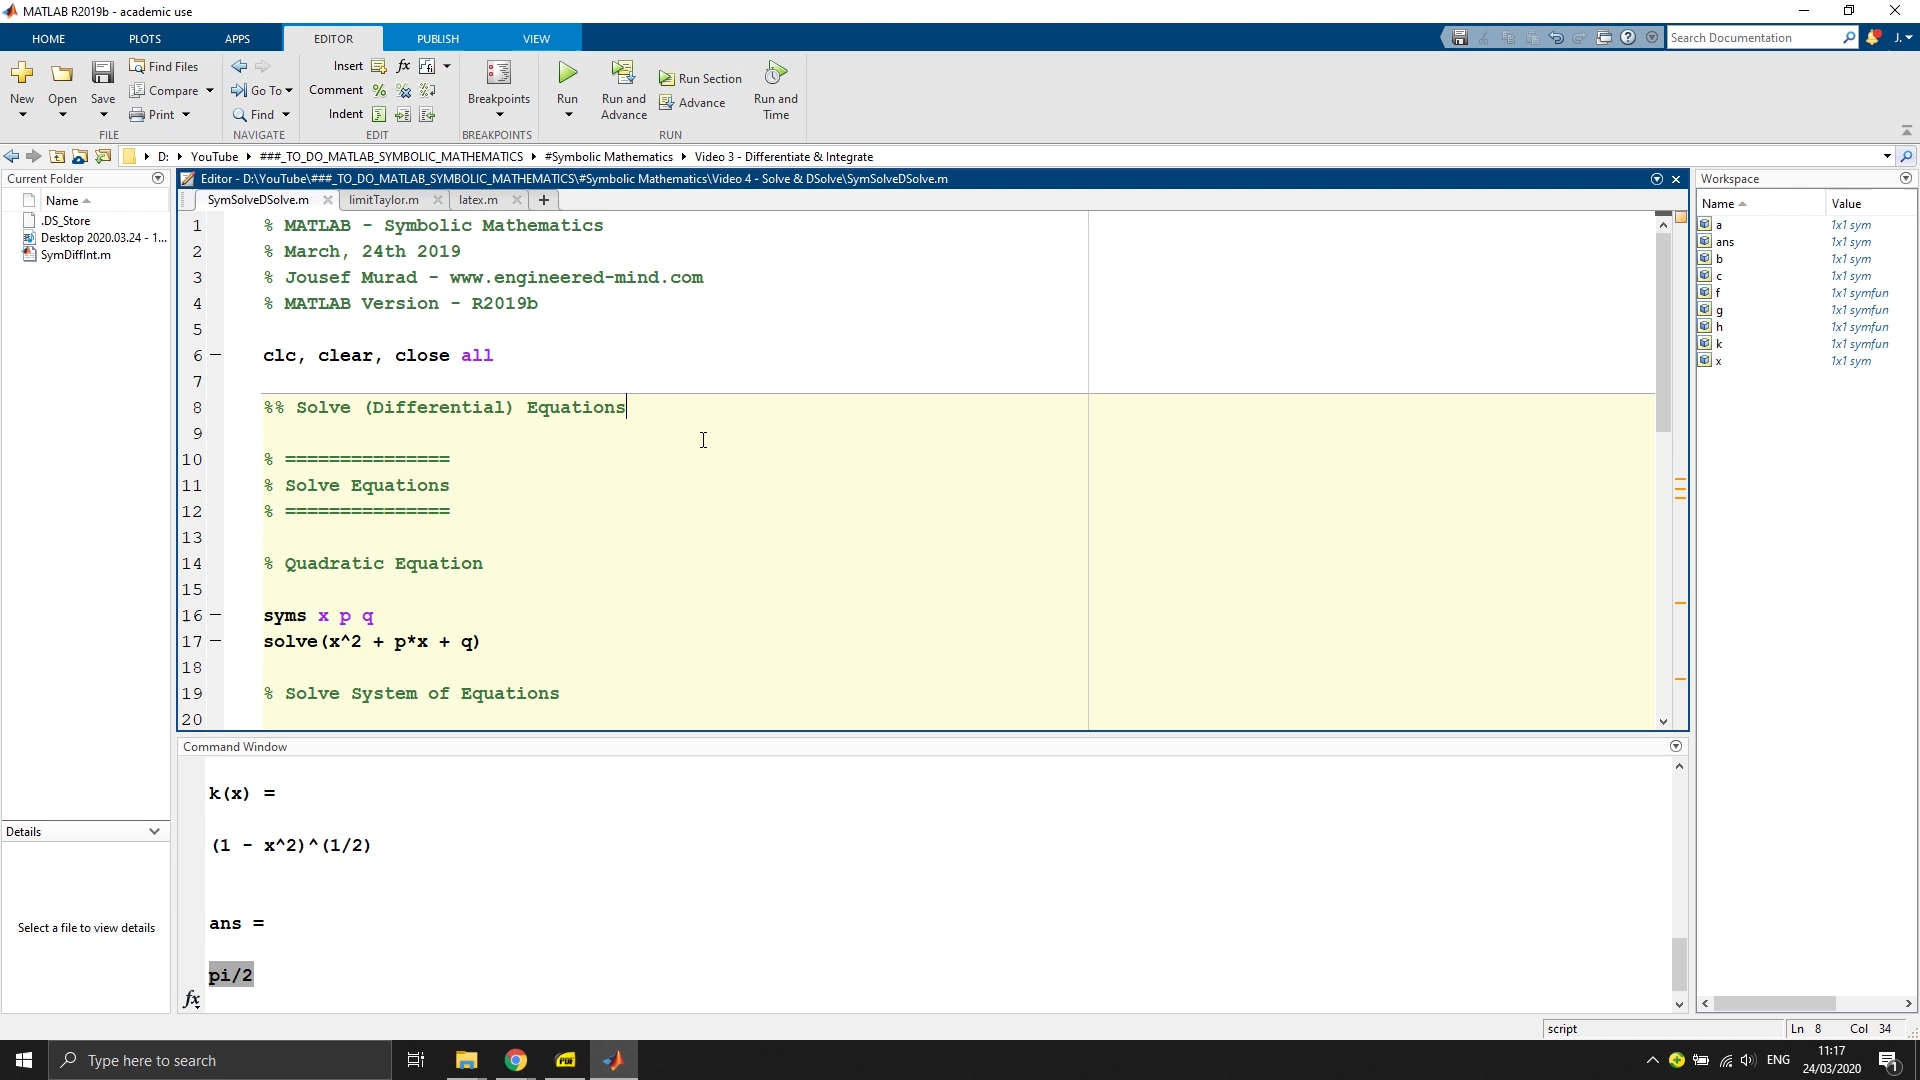 MATLAB R2019b - academic use
HOME PLOTS APPS EDITOR PUBLISH VIEW
Search Documentation
J.
New
Open
Save
Find Files
Compare
Print
FILE
Go To
Find
NAVIGATE
Insert
Comment
Indent
EDIT
Breakpoints
BREAKPOINTS
Run
Run and Advance
Run Section
Advance
Run and Time
RUN
D: YouTube ###_TO_DO_MATLAB_SYMBOLIC_MATHEMATICS #Symbolic Mathematics Video 3 - Differentiate & Integrate
Current Folder
Name
.DS_Store
Desktop 2020.03.24 - 1...
SymDiffInt.m
Details
Select a file to view details
Editor - D:\YouTube\###_TO_DO_MATLAB_SYMBOLIC_MATHEMATICS\#Symbolic Mathematics\Video 4 - Solve & DSolve\SymSolveDSolve.m
SymSolveDSolve.m limitTaylor.m latex.m
1 % MATLAB - Symbolic Mathematics
2 % March, 24th 2019
3 % Jousef Murad - www.engineered-mind.com
4 % MATLAB Version - R2019b
5
6 clc, clear, close all
7
8 %% Solve (Differential) Equations
9
10 % ===============
11 % Solve Equations
12 % ===============
13
14 % Quadratic Equation
15
16 syms x p q
17 solve(x^2 + p*x + q)
18
19 % Solve System of Equations
20
Command Window
k(x) =
(1 - x^2)^(1/2)
ans =
pi/2
fx
Workspace
Name Value
a 1x1 sym
ans 1x1 sym
b 1x1 sym
c 1x1 sym
f 1x1 symfun
g 1x1 symfun
h 1x1 symfun
k 1x1 symfun
x 1x1 sym
script
Ln 8 Col 34
Type here to search
PDF
ENG
11:17
24/03/2020
1